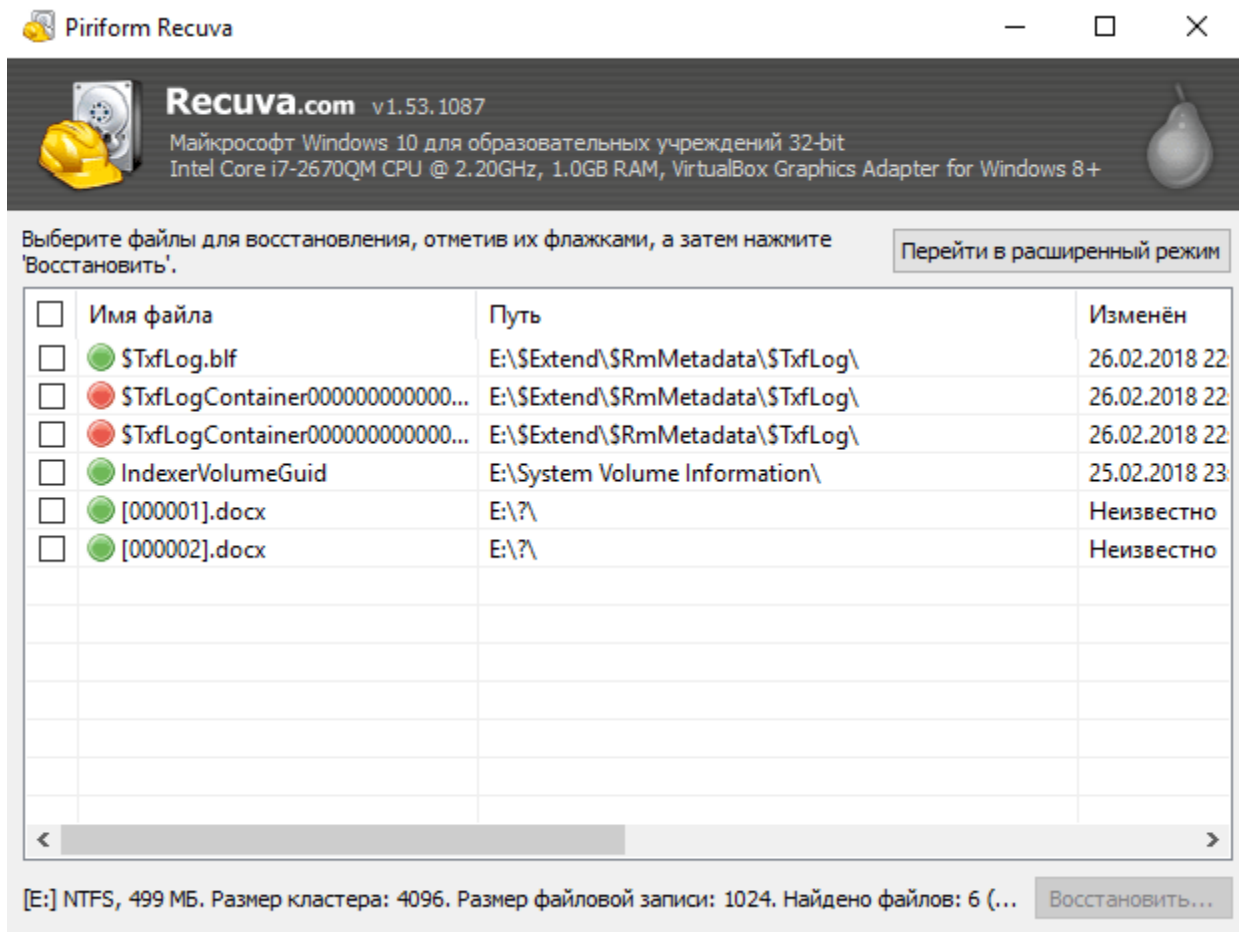 Piriform Recuva
Recuva.com v1.53.1087
Майкрософт Windows 10 для образовательных учреждений 32-bit
Intel Core i7-2670QM CPU @ 2.20GHz, 1.0GB RAM, VirtualBox Graphics Adapter for Windows 8+
Выберите файлы для восстановления, отметив их флажками, а затем нажмите
'Восстановить'.
Перейти в расширенный режим
Имя файла Путь Изменён
$TxfLog.blf E:\$Extend\$RmMetadata\$TxfLog\ 26.02.2018 22:
$TxfLogContainer000000000000... E:\$Extend\$RmMetadata\$TxfLog\ 26.02.2018 22:
$TxfLogContainer000000000000... E:\$Extend\$RmMetadata\$TxfLog\ 26.02.2018 22:
IndexerVolumeGuid E:\System Volume Information\ 25.02.2018 23:
[000001].docx E:\?\ Неизвестно
[000002].docx E:\?\ Неизвестно
[E:] NTFS, 499 МБ. Размер кластера: 4096. Размер файловой записи: 1024. Найдено файлов: 6 (... Восстановить...